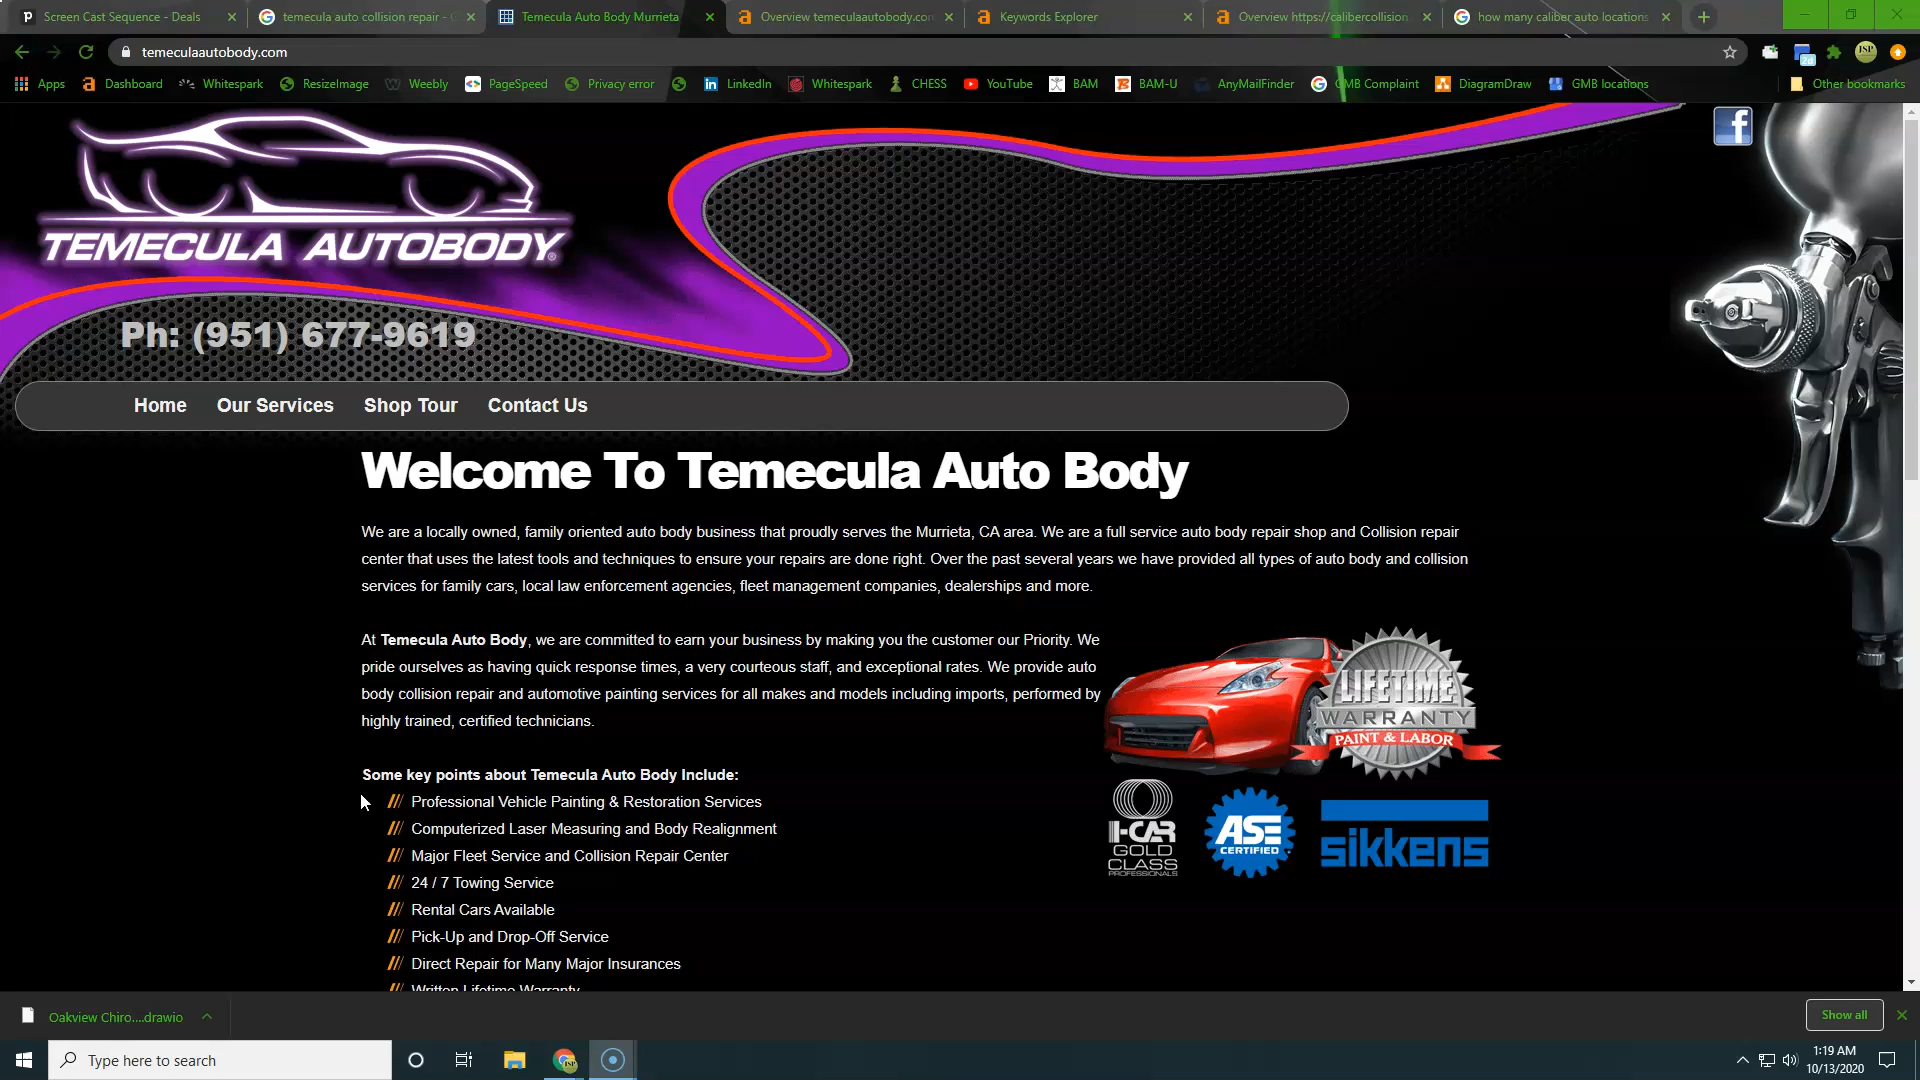 Screen Cast Sequence - Deals
temecula auto collision repair - G
Temecula Auto Body Murrieta
Overview temeculaautobody.com
Keywords Explorer
Overview https://calibercollision.
how many caliber auto locations
temeculaautobody.com
Apps
Dashboard
Whitespark
ResizeImage
Weebly
PageSpeed
Privacy error
LinkedIn
Whitespark
CHESS
YouTube
BAM
BAM-U
AnyMailFinder
GMB Complaint
DiagramDraw
GMB locations
Other bookmarks
TEMECULA AUTOBODY
Ph: (951) 677-9619
Home
Our Services
Shop Tour
Contact Us
Welcome To Temecula Auto Body
We are a locally owned, family oriented auto body business that proudly serves the Murrieta, CA area. We are a full service auto body repair shop and Collision repair
center that uses the latest tools and techniques to ensure your repairs are done right. Over the past several years we have provided all types of auto body and collision
services for family cars, local law enforcement agencies, fleet management companies, dealerships and more.
At Temecula Auto Body, we are committed to earn your business by making you the customer our Priority. We
pride ourselves as having quick response times, a very courteous staff, and exceptional rates. We provide auto
body collision repair and automotive painting services for all makes and models including imports, performed by
highly trained, certified technicians.
LIFETIME
WARRANTY
PAINT & LABOR
I-CAR
GOLD
CLASS
PROFESSIONALS
ASE
CERTIFIED
sikkens
Some key points about Temecula Auto Body Include:
Professional Vehicle Painting & Restoration Services
Computerized Laser Measuring and Body Realignment
Major Fleet Service and Collision Repair Center
24 / 7 Towing Service
Rental Cars Available
Pick-Up and Drop-Off Service
Direct Repair for Many Major Insurances
Written Lifetime Warranty
Oakview Chiro....drawio
Show all
Type here to search
1:19 AM
10/13/2020